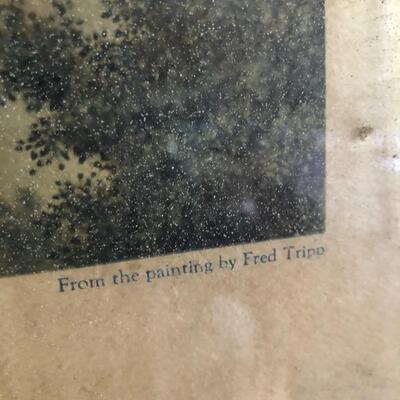 From the painting by Fred Tripp